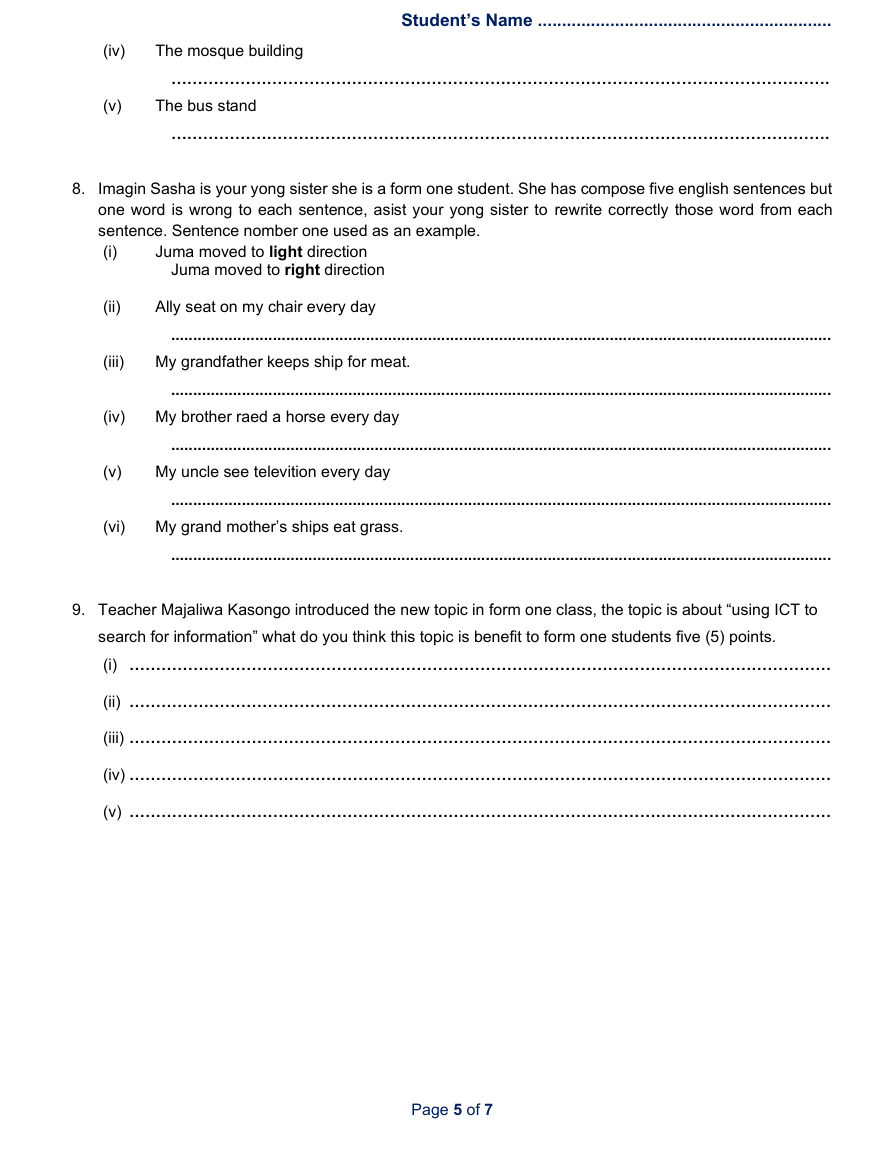 Student’s Name .............................................................
(iv) The mosque building
……………………………………………………………………………………………………………
(v) The bus stand
……………………………………………………………………………………………………………
8. Imagin Sasha is your yong sister she is a form one student. She has compose five english sentences but
one word is wrong to each sentence, asist your yong sister to rewrite correctly those word from each
sentence. Sentence nomber one used as an example.
(i) Juma moved to light direction
Juma moved to right direction
(ii) Ally seat on my chair every day
..........................................................................................................................................................
(iii) My grandfather keeps ship for meat.
..........................................................................................................................................................
(iv) My brother raed a horse every day
..........................................................................................................................................................
(v) My uncle see televition every day
..........................................................................................................................................................
(vi) My grand mother’s ships eat grass.
..........................................................................................................................................................
9. Teacher Majaliwa Kasongo introduced the new topic in form one class, the topic is about “using ICT to
search for information” what do you think this topic is benefit to form one students five (5) points.
(i) ……………………………………………………………………………………………………………………
(ii) ……………………………………………………………………………………………………………………
(iii) ……………………………………………………………………………………………………………………
(iv) ……………………………………………………………………………………………………………………
(v) ……………………………………………………………………………………………………………………
Page 5 of 7